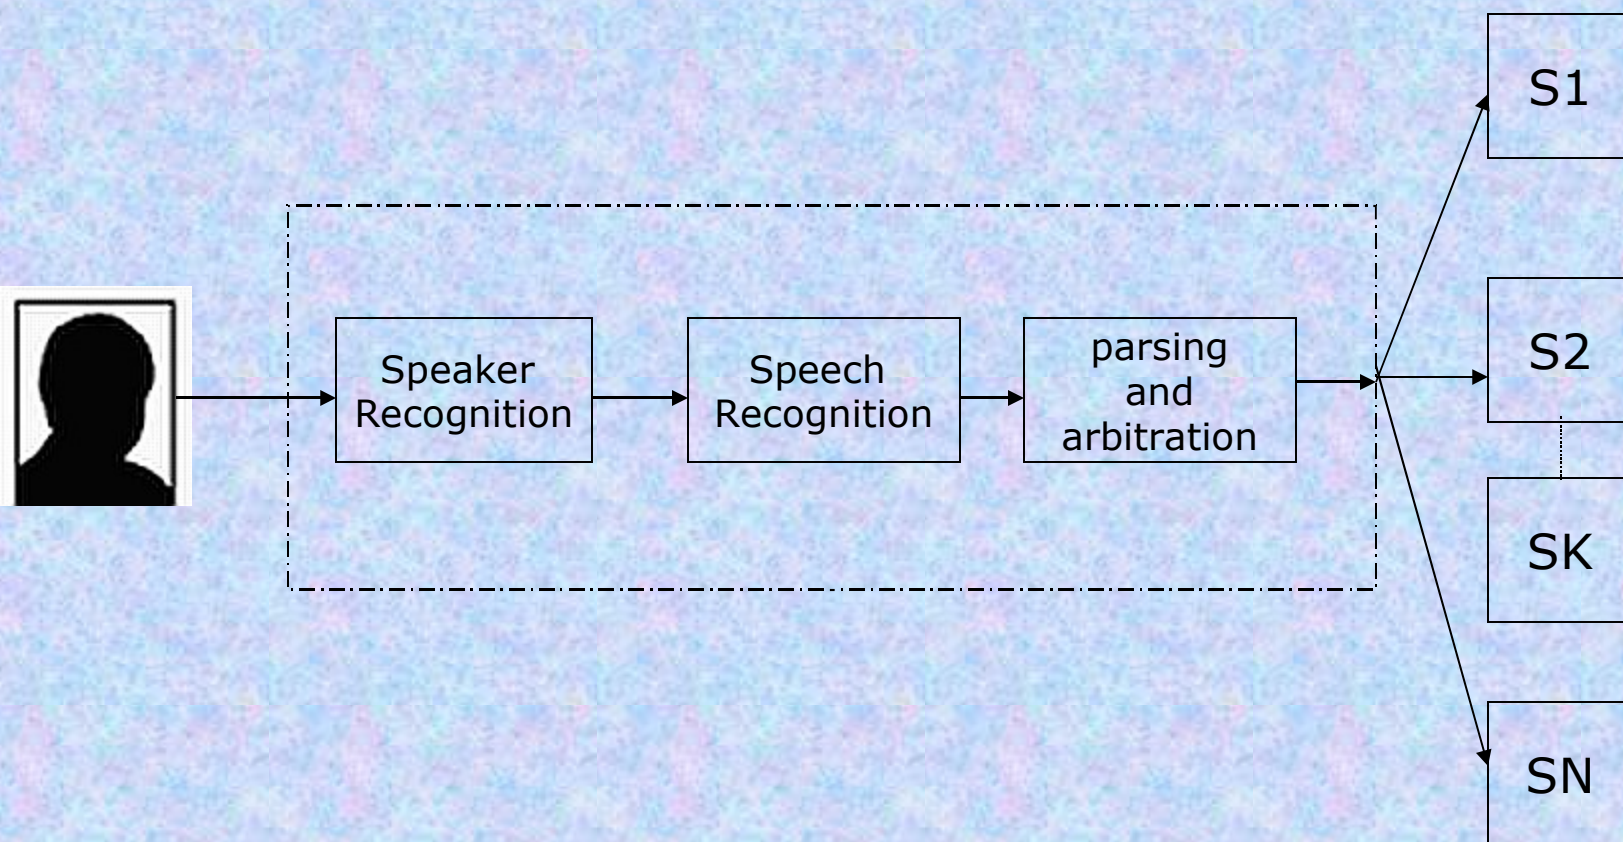 Speaker
Recognition
Speech
Recognition
parsing
and
arbitration
S1
S2
SK
SN